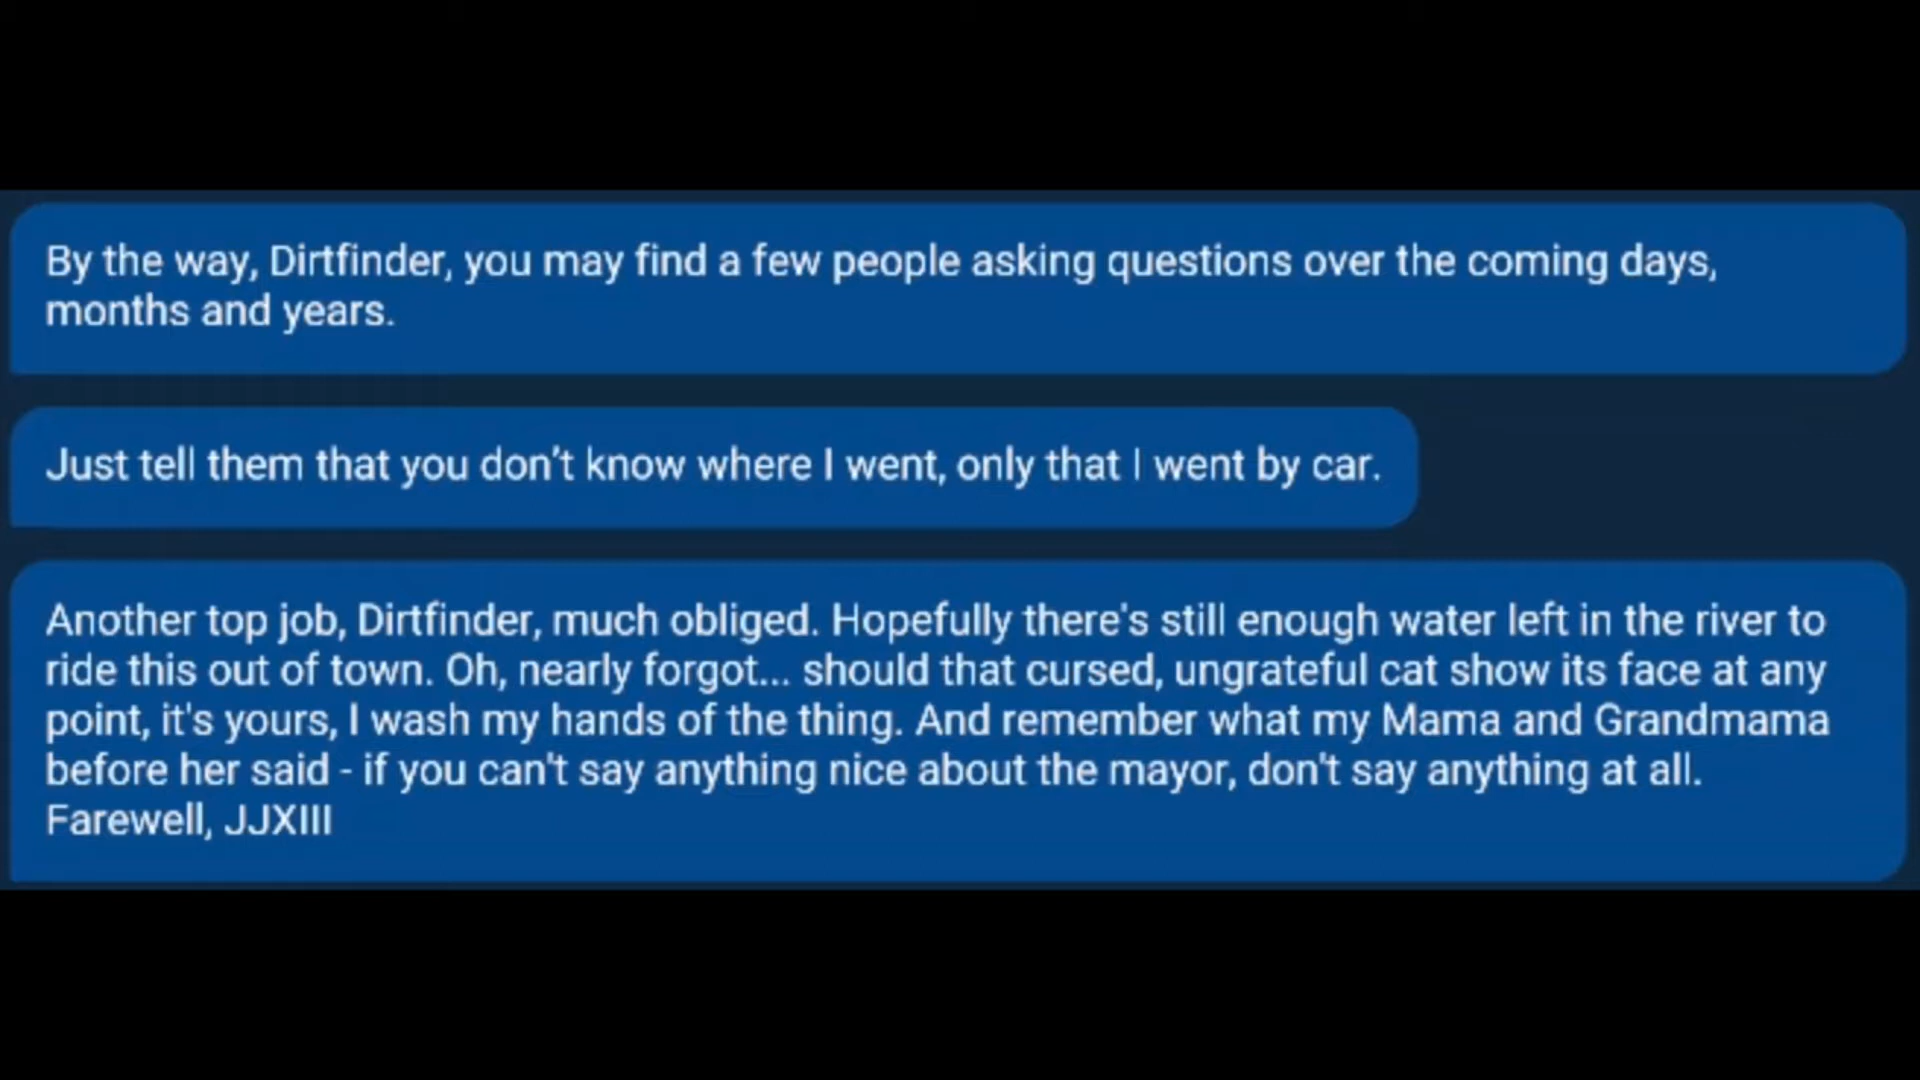 By the way, Dirtfinder, you may find a few people asking questions over the coming days,
months and years.
Just tell them that you don’t know where I went, only that I went by car.
Another top job, Dirtfinder, much obliged. Hopefully there's still enough water left in the river to
ride this out of town. Oh, nearly forgot... should that cursed, ungrateful cat show its face at any
point, it's yours, I wash my hands of the thing. And remember what my Mama and Grandmama
before her said - if you can't say anything nice about the mayor, don't say anything at all.
Farewell, JJXIII